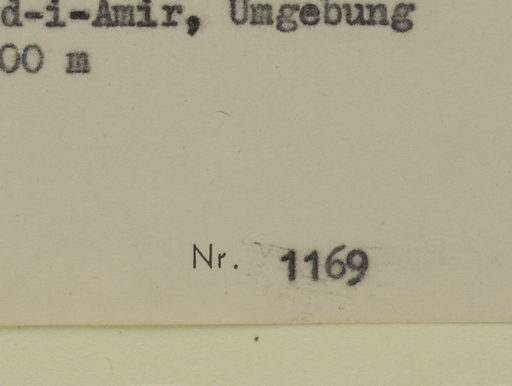 d-i-Amir, Umgebung
00 m
Nr. 1169